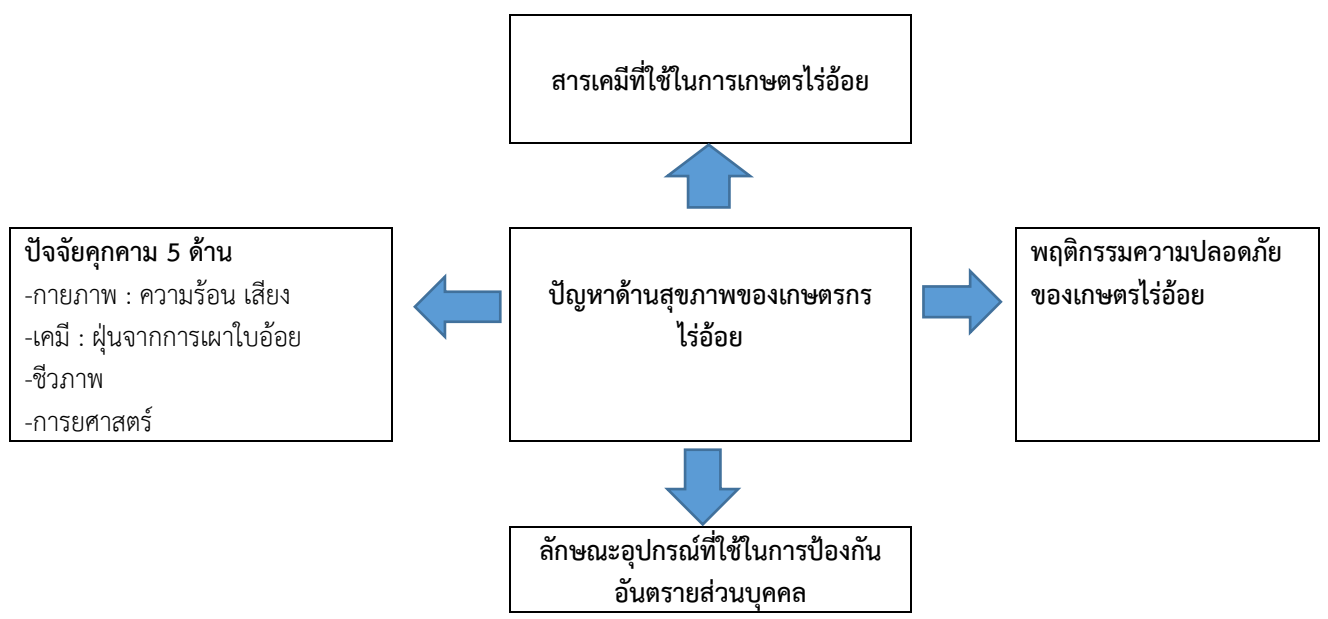 สารเคมีที่ใช้ในการเกษตรไร่อ้อย
ปัจจัยคุกคาม 5 ด้าน
-กายภาพ : ความร้อน เสียง
-เคมี : ฝุ่นจากการเผาใบอ้อย
-ชีวภาพ
-การยศาสตร์
ปัญหาด้านสุขภาพของเกษตรกร
ไร่อ้อย
พฤติกรรมความปลอดภัย
ของเกษตรไร่อ้อย
ลักษณะอุปกรณ์ที่ใช้ในการป้องกัน
อันตรายส่วนบุคคล